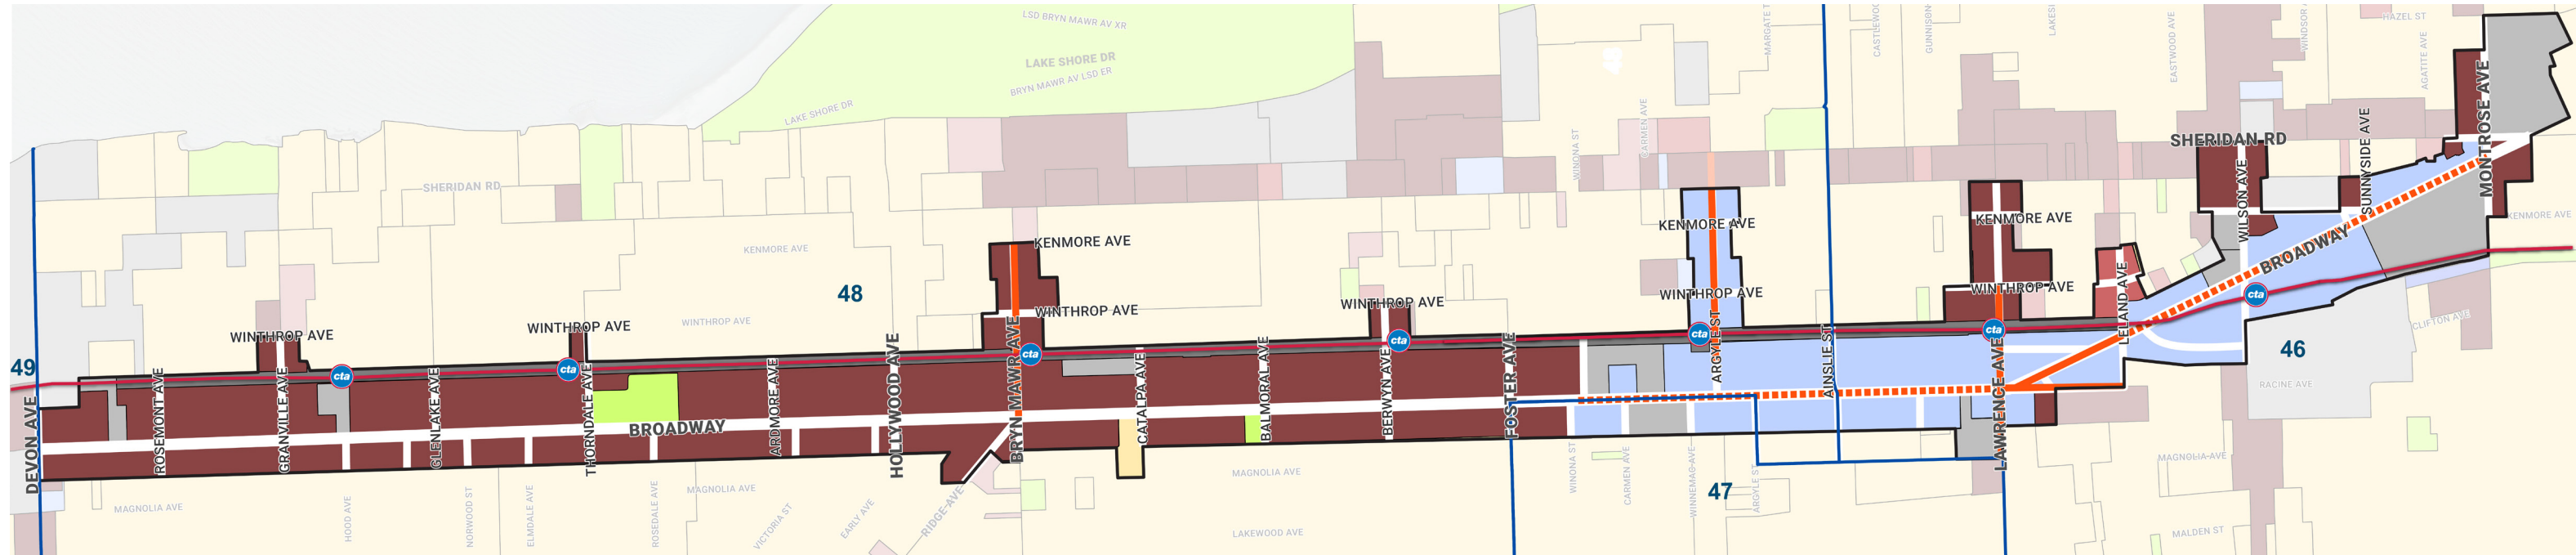 LSD BRYN MAWR AV XR
LAKE SHORE DR
BRYN MAWR AV LSD ER
LAKE SHORE DR
MARGATE T
CASTLEWOO
GUNNISON
LAKESI
EASTWOOD AVE
WINDSOR
HAZEL ST
AGATITE AVE
48
WINONA ST
CARMEN AVE
SHERIDAN RD
SHERIDAN RD
SUNNYSIDE AVE
MONTROSE AVE
WILSON AVE
KENMORE AVE
KENMORE AVE
KENMORE AVE
KENMORE AVE
KENMORE AVE
48
WINTHROP AVE
WINTHROP AVE
WINTHROP AVE
WINTHROP AVE
WINTHROP AVE
WINTHROP AVE
WINTHROP AVE
BROADWAY
LELAND AVE
CLIFTON AVE
49
46
cta
cta
cta
cta
cta
cta
cta
DEVON AVE
ROSEMONT AVE
GRANVILLE AVE
GLENLAKE AVE
THORNDALE AVE
BROADWAY
ARDMORE AVE
HOLLYWOOD AVE
BRYN MAWR AVE
CATALPA AVE
BALMORAL AVE
BERWYN AVE
FOSTER AVE
ARGYLE ST
AINSLIE ST
LAWRENCE AVE
RACINE AVE
MAGNOLIA AVE
HOOD AVE
NORWOOD ST
ELMDALE AVE
ROSEDALE AVE
MAGNOLIA AVE
VICTORIA ST
EARLY AVE
RIDGE AVE
MAGNOLIA AVE
LAKEWOOD AVE
WINONA ST
CARMEN AVE
WINNEMAC AVE
47
ARGYLE ST
MAGNOLIA AVE
MALDEN ST